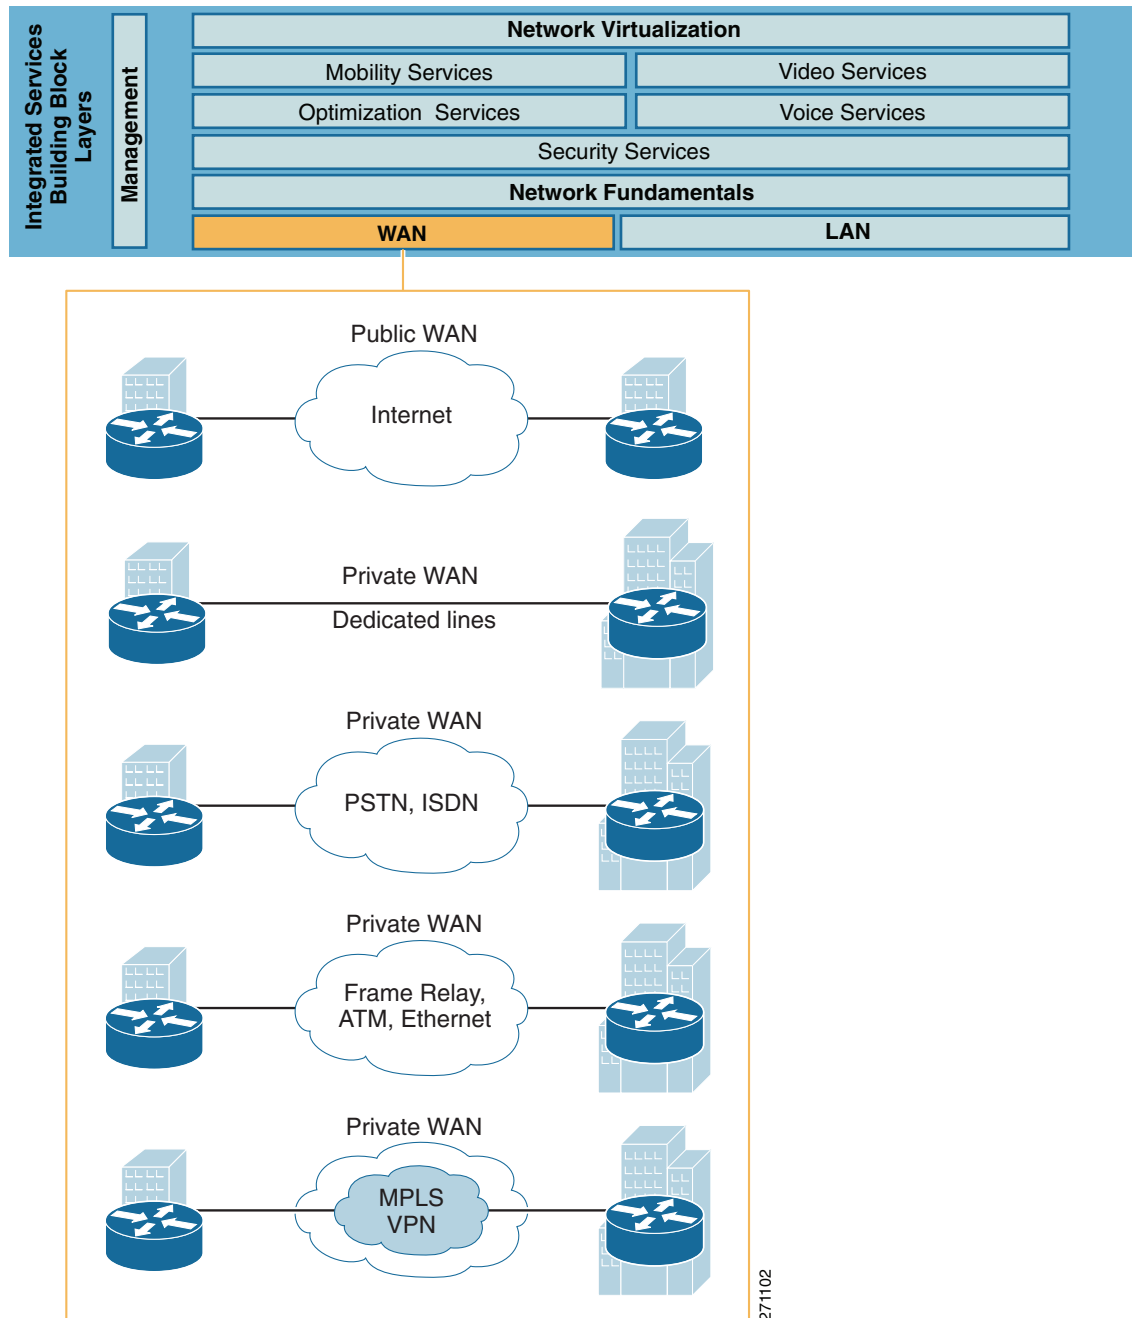 Integrated Services
Building Block
Layers
Management
Network Virtualization
Mobility Services
Video Services
Optimization Services
Voice Services
Security Services
Network Fundamentals
WAN
LAN
Public WAN
Internet
Private WAN
Dedicated lines
Private WAN
PSTN, ISDN
Private WAN
Frame Relay,
ATM, Ethernet
Private WAN
MPLS
VPN
271102